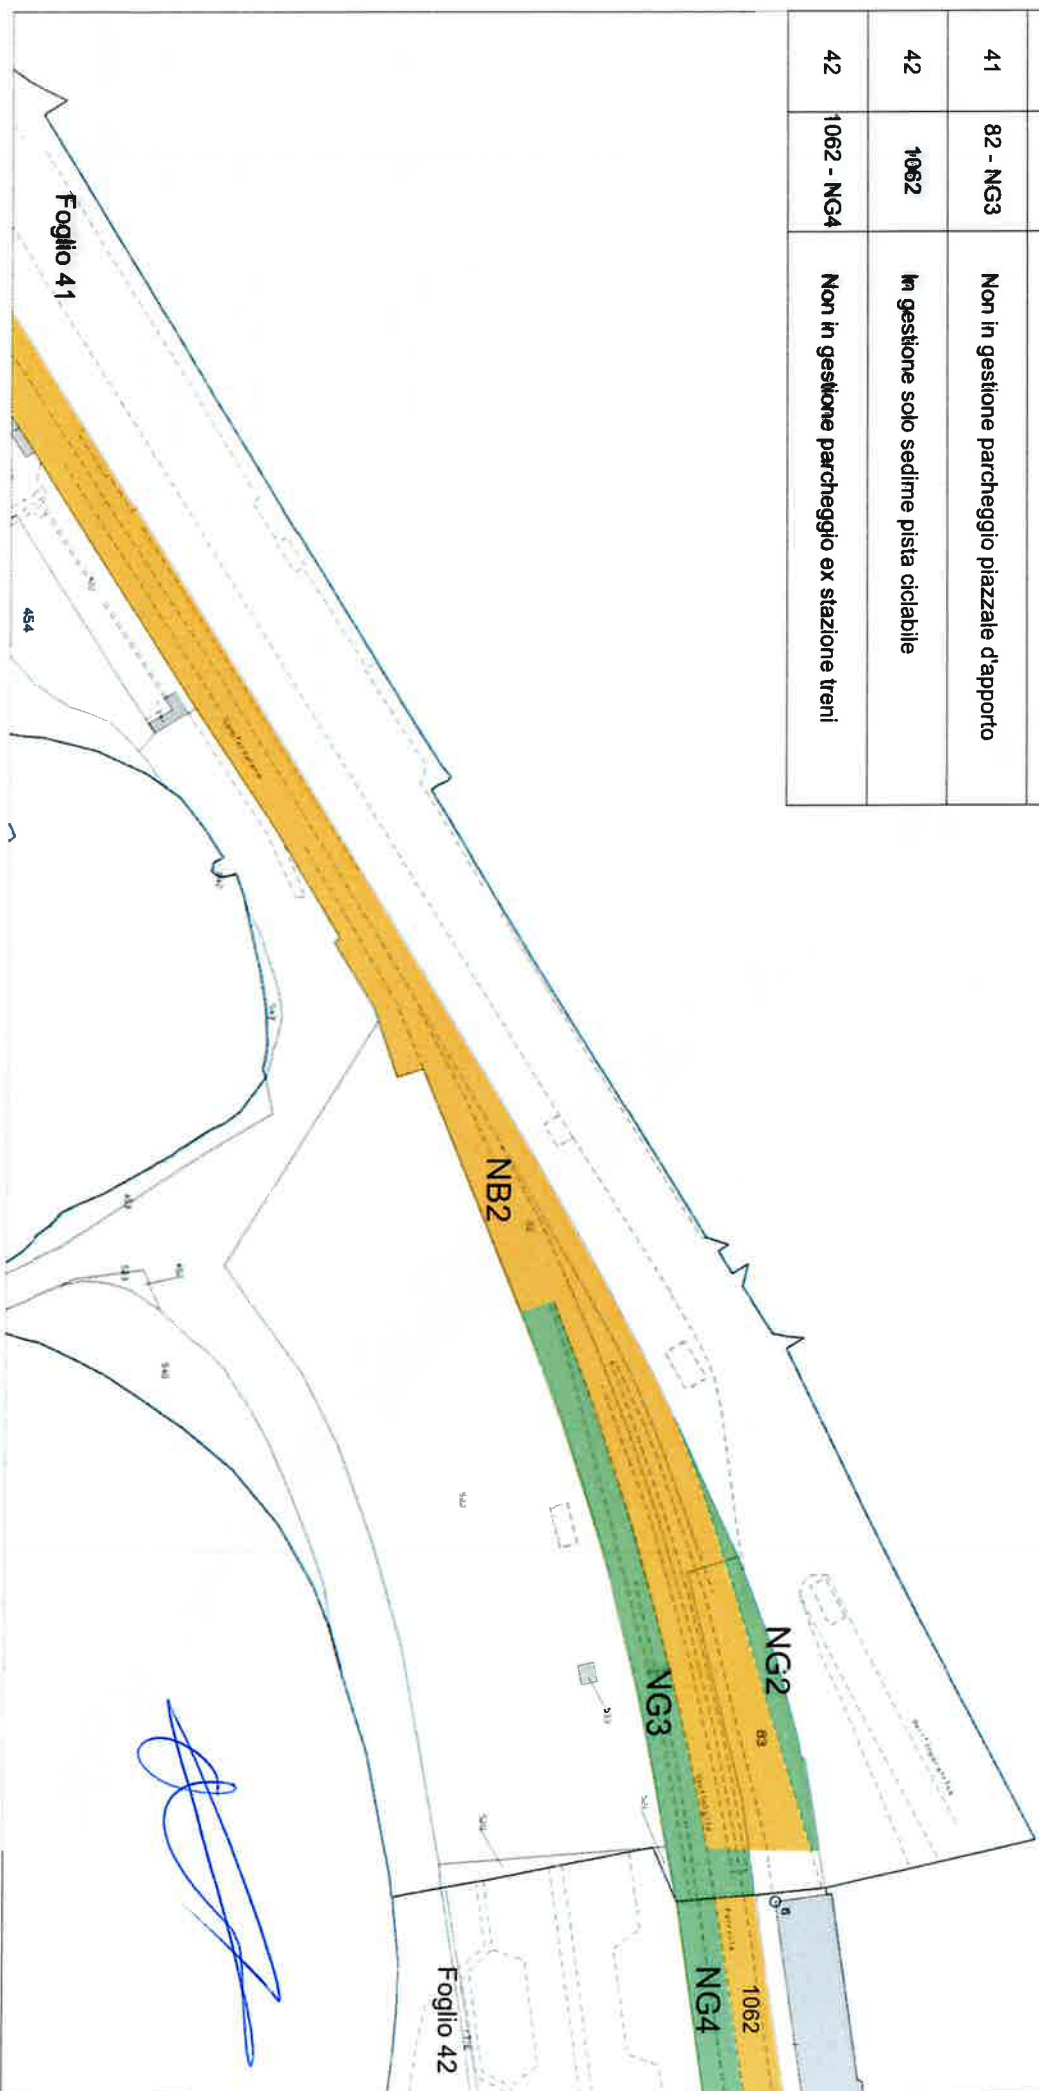 41 82 - NG3 Non in gestione parcheggio piazzale d'apporto
42 1062 In gestione solo sedime pista ciclabile
42 1062 - NG4 Non in gestione parcheggio ex stazione treni
Foglio 41
454
NB2
NG2
83
NG3
6
1062
NG4
Foglio 42